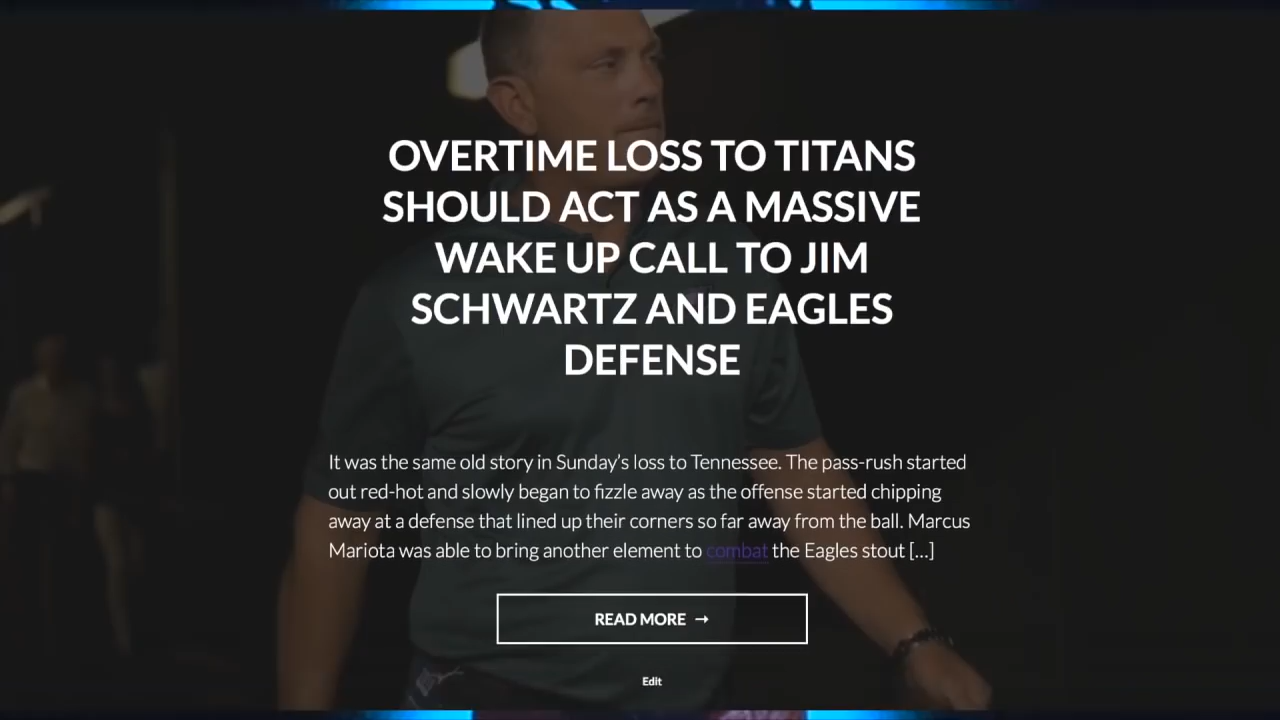 OVERTIME LOSS TO TITANS
SHOULD ACT AS A MASSIVE
WAKE UP CALL TO JIM
SCHWARTZ AND EAGLES
DEFENSE
It was the same old story in Sunday’s loss to Tennessee. The pass-rush started
out red-hot and slowly began to fizzle away as the offense started chipping
away at a defense that lined up their corners so far away from the ball. Marcus
Mariota was able to bring another element to combat the Eagles stout [...]
READ MORE →
Edit